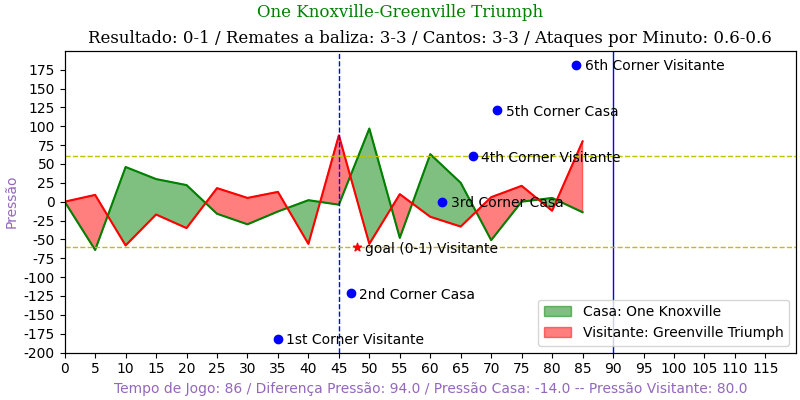 One Knoxville-Greenville Triumph
Resultado: 0-1 / Remates a baliza: 3-3 / Cantos: 3-3 / Ataques por Minuto: 0.6-0.6
Pressão
175
150
125
100
75
50
25
0
-25
-50
-75
-100
-125
-150
-175
-200
6th Corner Visitante
5th Corner Casa
4th Corner Visitante
3rd Corner Casa
goal (0-1) Visitante
2nd Corner Casa
1st Corner Visitante
Casa: One Knoxville
Visitante: Greenville Triumph
0 5 10 15 20 25 30 35 40 45 50 55 60 65 70 75 80 85 90 95 100 105 110 115
Tempo de Jogo: 86 / Diferença Pressão: 94.0 / Pressão Casa: -14.0 -- Pressão Visitante: 80.0